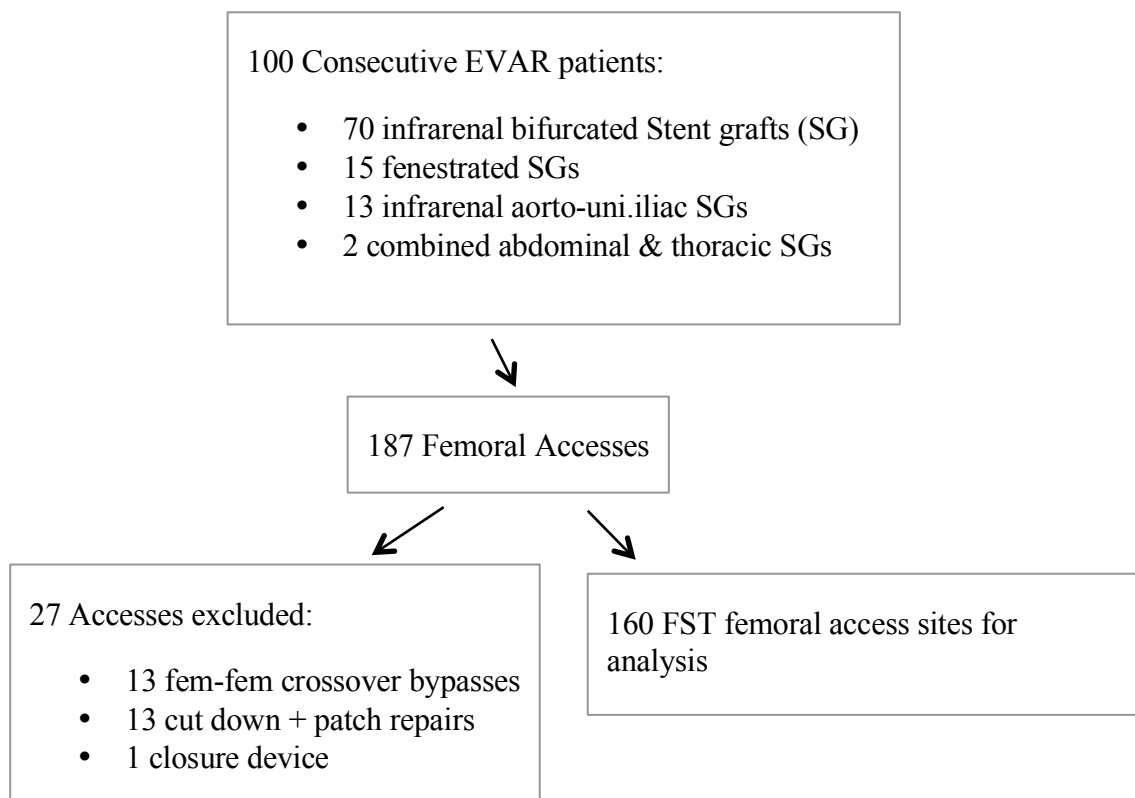 100 Consecutive EVAR patients:
• 70 infrarenal bifurcated Stent grafts (SG)
• 15 fenestrated SGs
• 13 infrarenal aorto-uni.iliac SGs
• 2 combined abdominal & thoracic SGs
187 Femoral Accesses
27 Accesses excluded:
• 13 fem-fem crossover bypasses
• 13 cut down + patch repairs
• 1 closure device
160 FST femoral access sites for
analysis